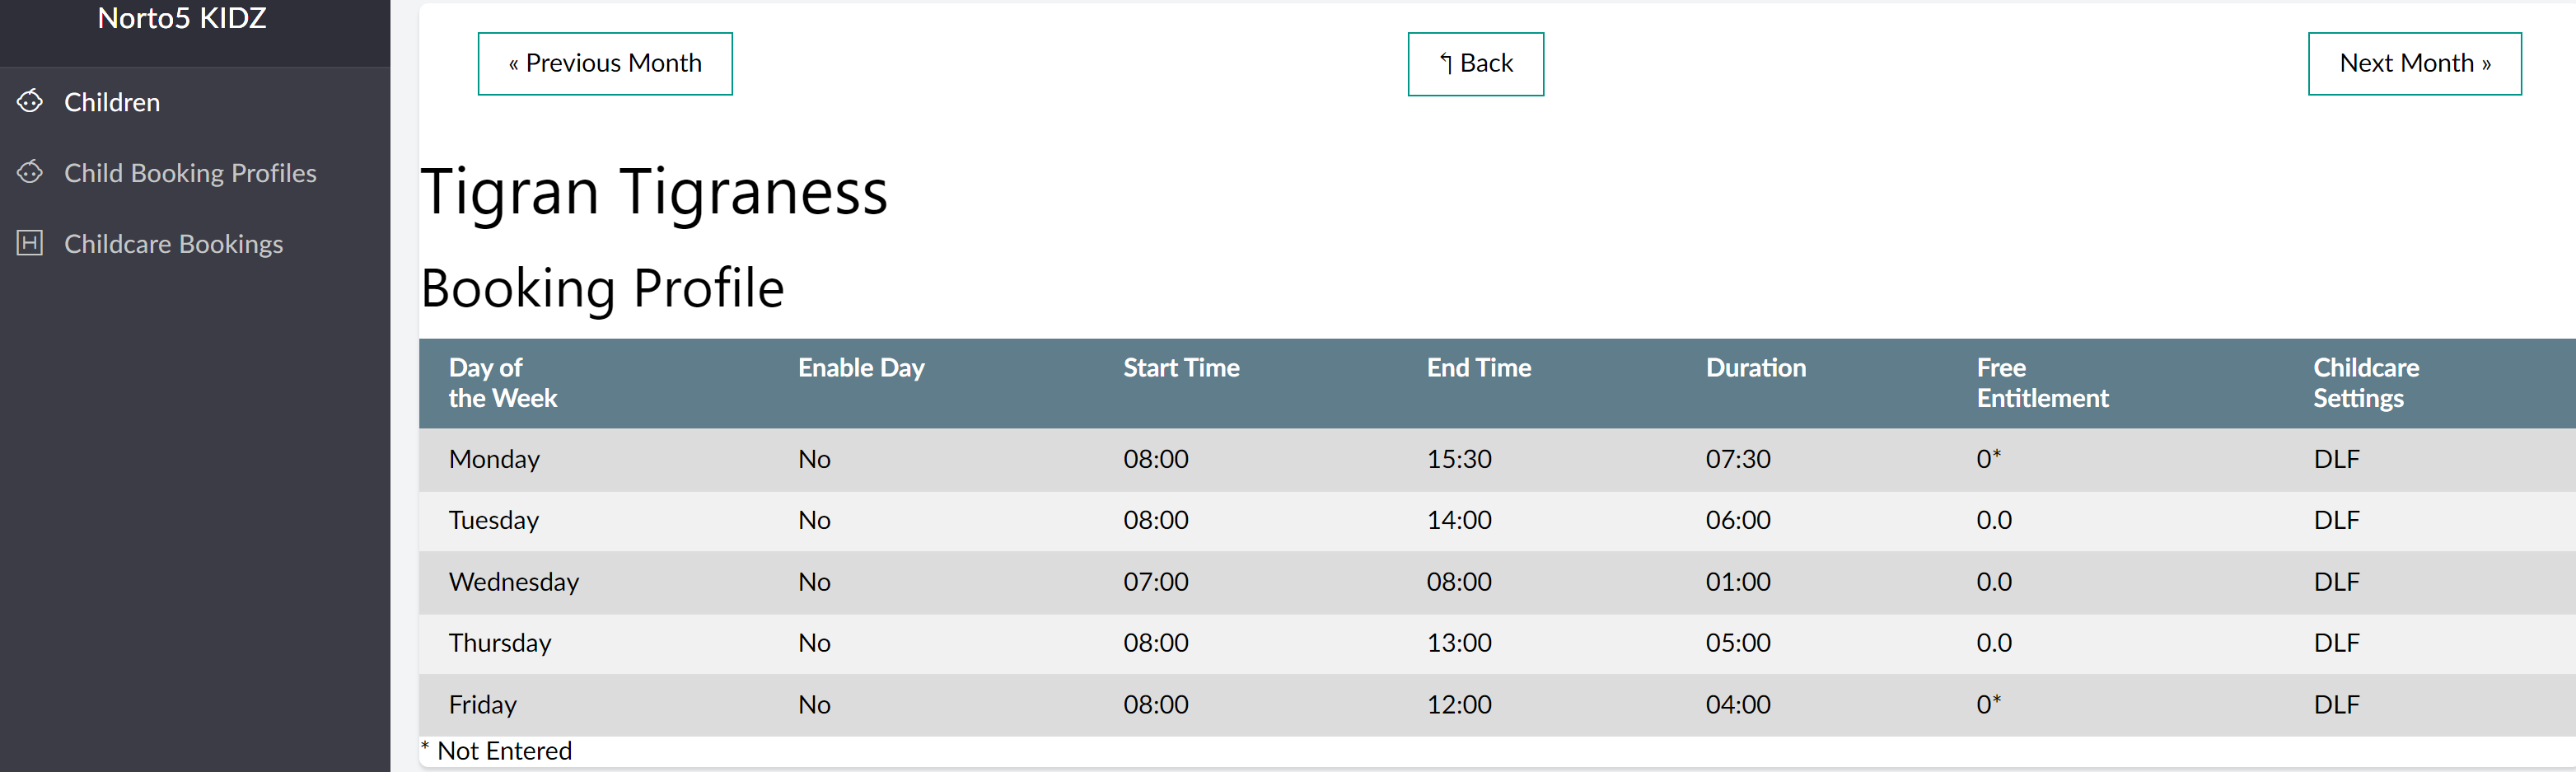 Norto5 KIDZ
Children
Child Booking Profiles
Childcare Bookings
« Previous Month
↰ Back
Next Month »
Tigran Tigraness
Booking Profile
Day of the Week Enable Day Start Time End Time Duration Free Entitlement Childcare Settings
Monday No 08:00 15:30 07:30 0* DLF
Tuesday No 08:00 14:00 06:00 0.0 DLF
Wednesday No 07:00 08:00 01:00 0.0 DLF
Thursday No 08:00 13:00 05:00 0.0 DLF
Friday No 08:00 12:00 04:00 0* DLF
* Not Entered